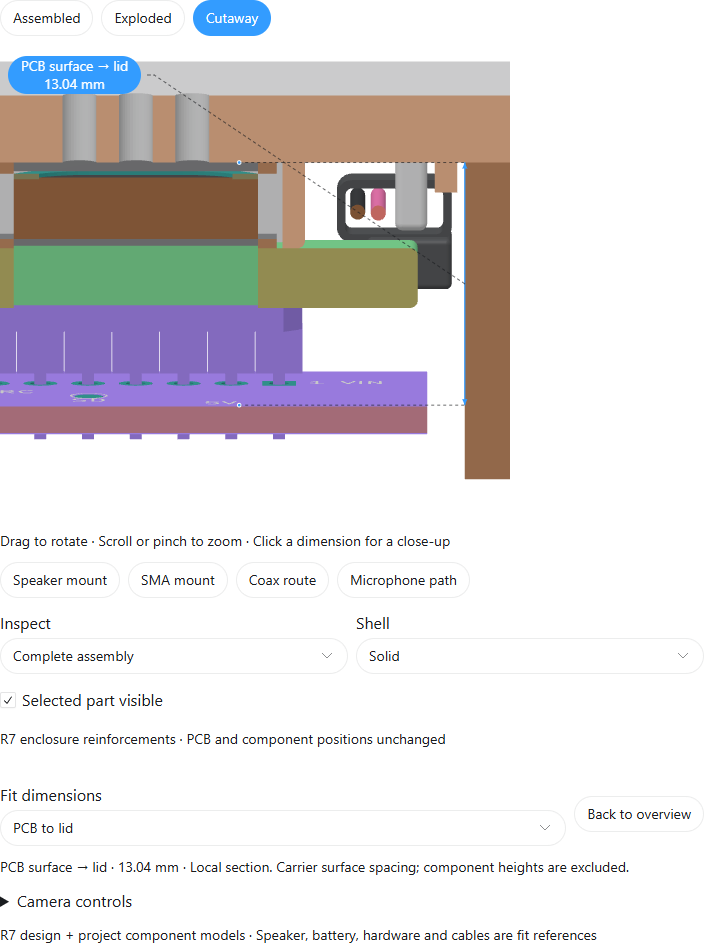 Assembled
Exploded
Cutaway
PCB surface → lid
13.04 mm
1 VIN
SD
5V
Drag to rotate · Scroll or pinch to zoom · Click a dimension for a close-up
Speaker mount
SMA mount
Coax route
Microphone path
Inspect
Shell
Complete assembly
Solid
Selected part visible
R7 enclosure reinforcements · PCB and component positions unchanged
Fit dimensions
Back to overview
PCB to lid
PCB surface → lid · 13.04 mm · Local section. Carrier surface spacing; component heights are excluded.
Camera controls
R7 design + project component models · Speaker, battery, hardware and cables are fit references